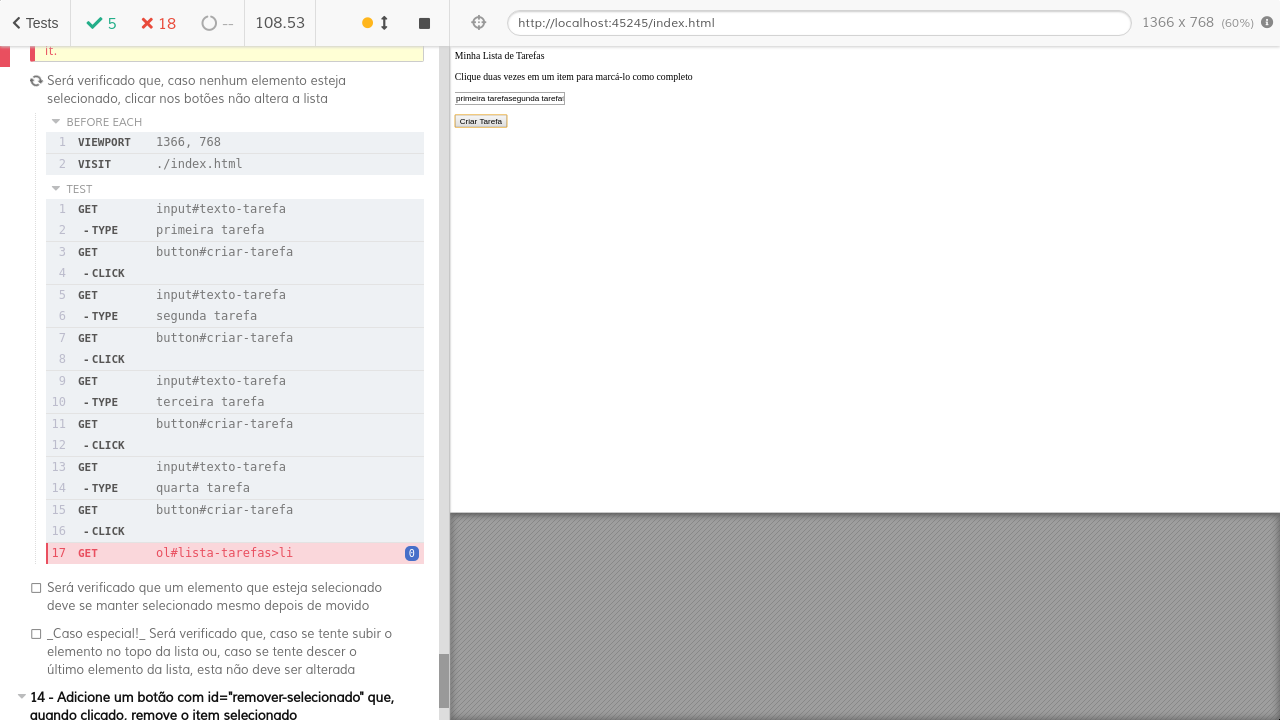 Tests
5
18
--
108.53
it.
Será verificado que, caso nenhum elemento esteja
selecionado, clicar nos botões não altera a lista
BEFORE EACH
1 VIEWPORT 1366, 768
2 VISIT ./index.html
TEST
1 GET input#texto-tarefa
2 -TYPE primeira tarefa
3 GET button#criar-tarefa
4 -CLICK
5 GET input#texto-tarefa
6 -TYPE segunda tarefa
7 GET button#criar-tarefa
8 -CLICK
9 GET input#texto-tarefa
10 -TYPE terceira tarefa
11 GET button#criar-tarefa
12 -CLICK
13 GET input#texto-tarefa
14 -TYPE quarta tarefa
15 GET button#criar-tarefa
16 -CLICK
17 GET ol#lista-tarefas>li 0
Será verificado que um elemento que esteja selecionado
deve se manter selecionado mesmo depois de movido
_Caso especial!_ Será verificado que, caso se tente subir o
elemento no topo da lista ou, caso se tente descer o
último elemento da lista, esta não deve ser alterada
14 - Adicione um botão com id="remover-selecionado" que,
quando clicado, remove o item selecionado
http://localhost:45245/index.html
1366 x 768 (60%)
Minha Lista de Tarefas
Clique duas vezes em um item para marcá-lo como completo
primeira tarefasegunda tarefat
Criar Tarefa